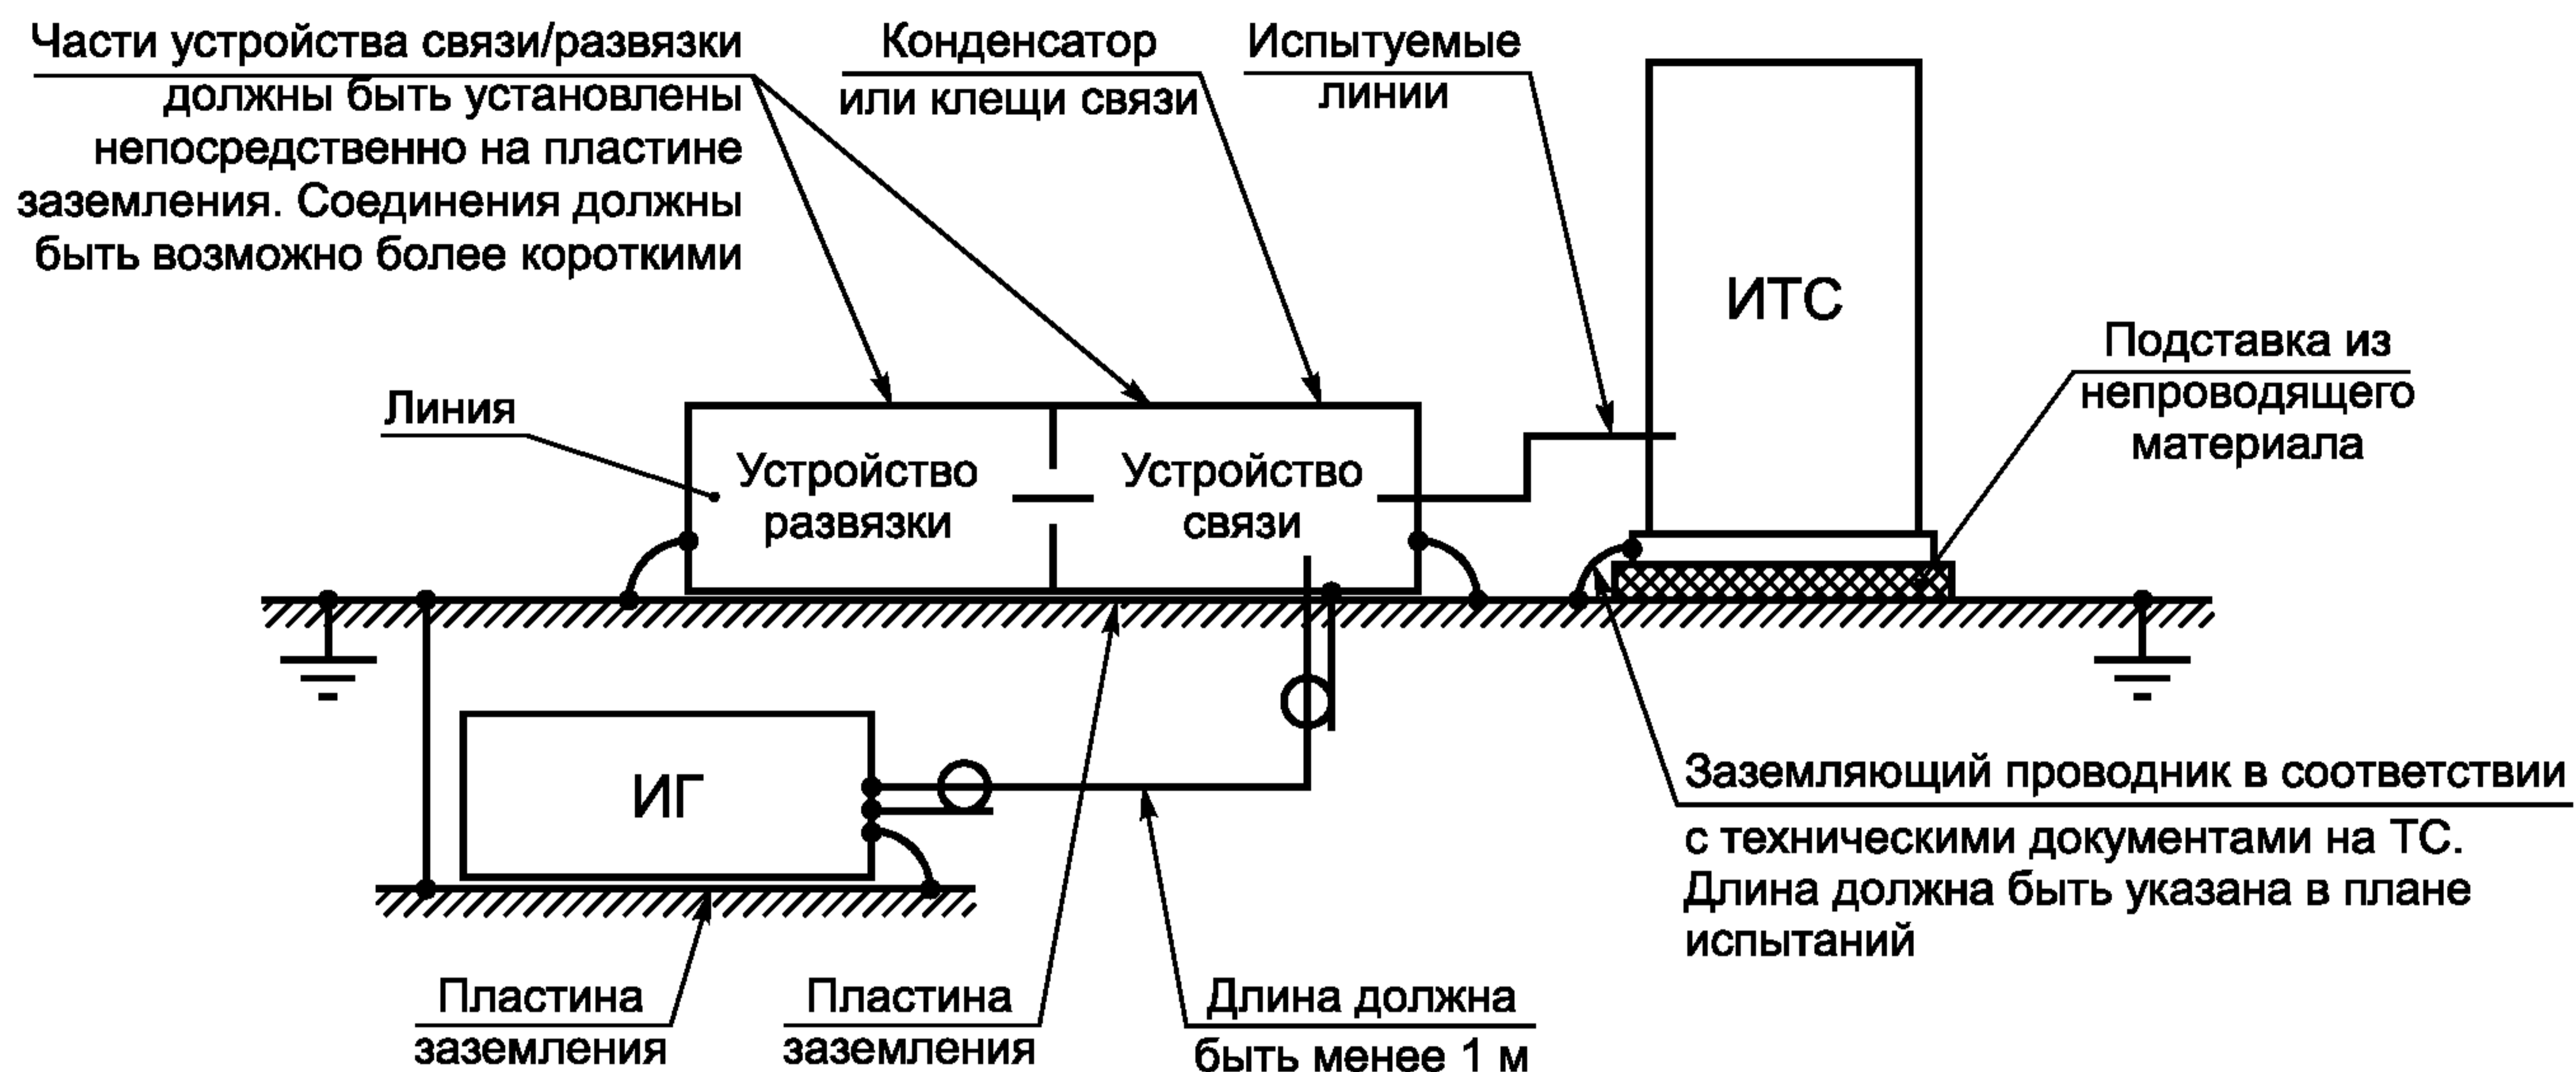 Части устройства связи/развязки
должны быть установлены
непосредственно на пластине
заземления. Соединения должны
быть возможно более короткими
Конденсатор
или клещи связи
Испытуемые
линии
ИТС
Подставка из
непроводящего
материала
Линия
Устройство
развязки
Устройство
связи
ИГ
Заземляющий проводник в соответствии
с техническими документами на ТС.
Длина должна быть указана в плане
испытаний
Пластина
заземления
Пластина
заземления
Длина должна
быть менее 1 м